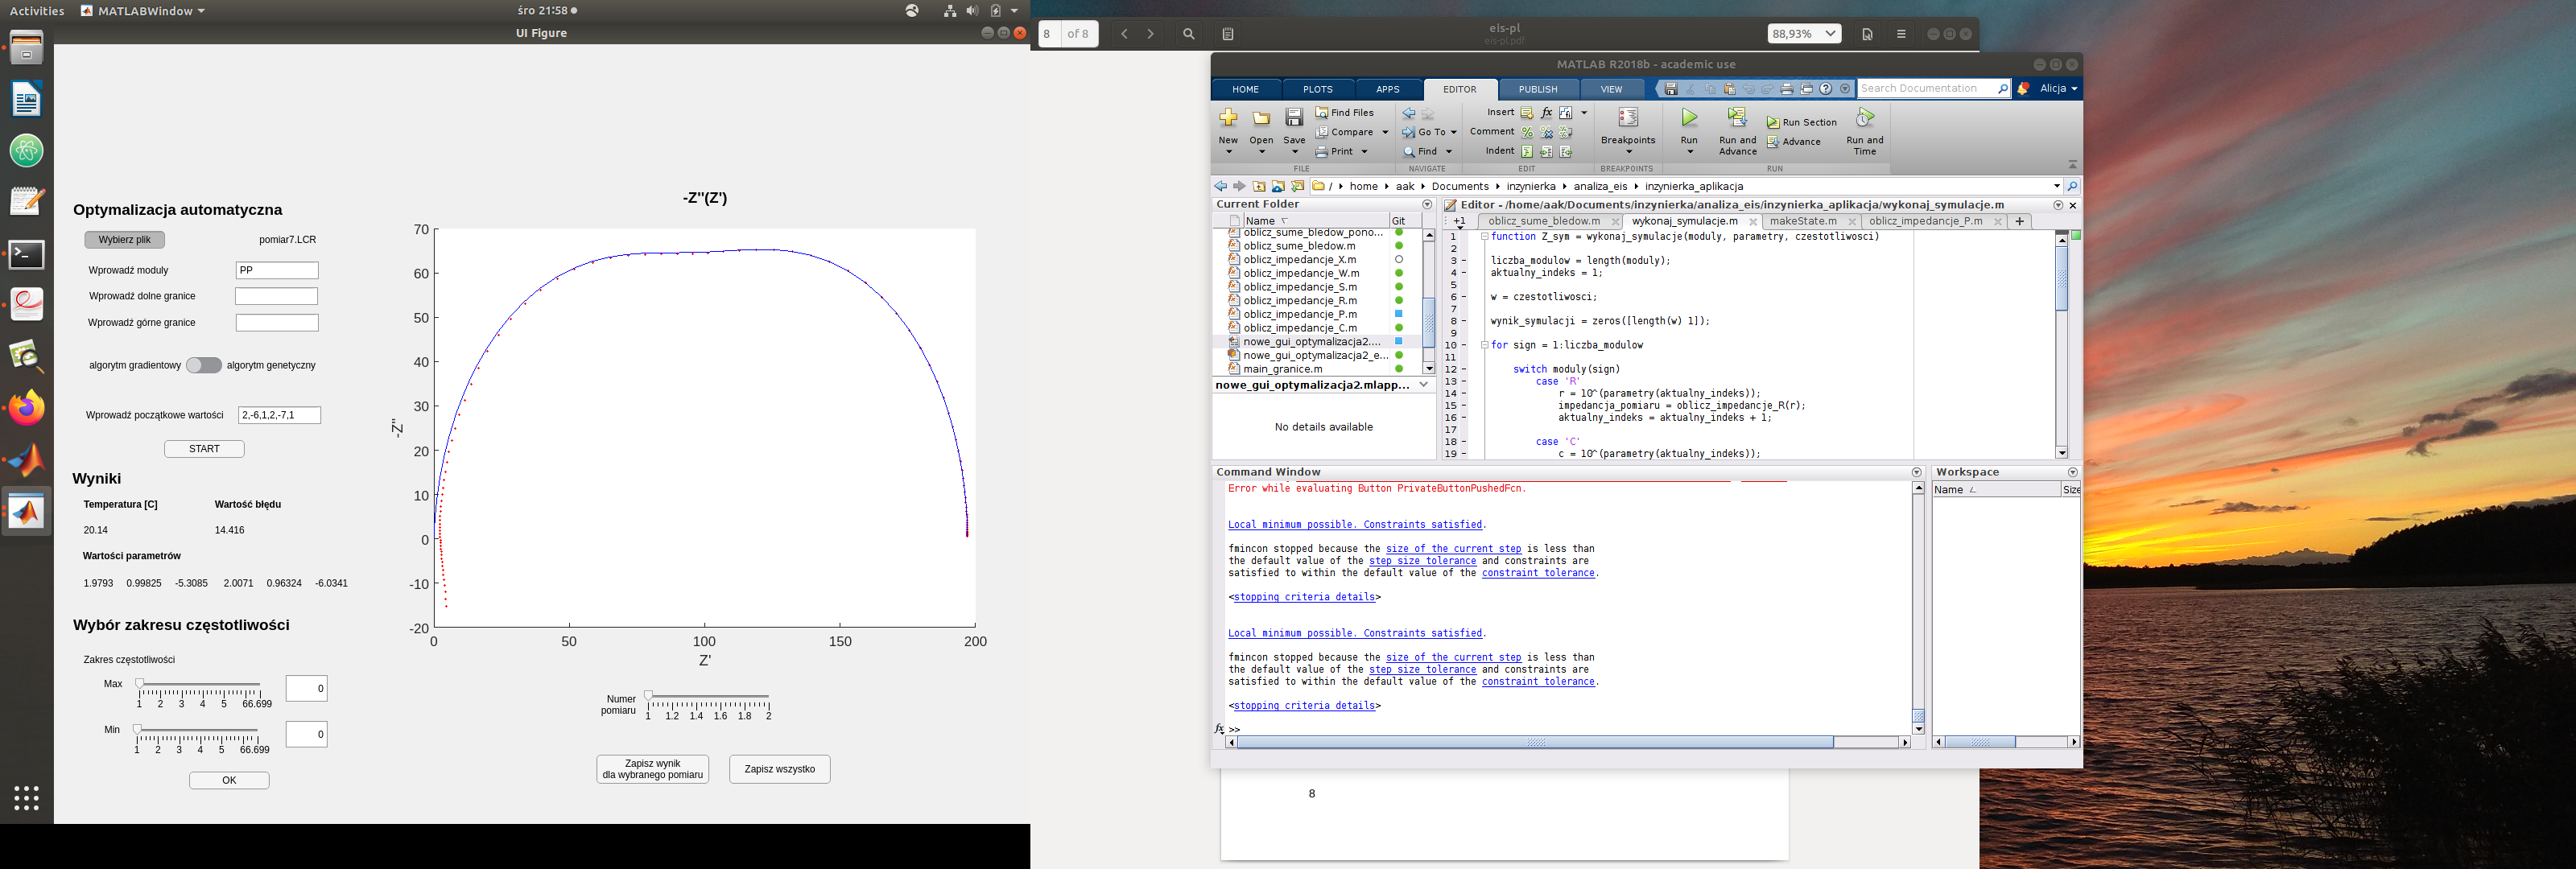 Activities
MATLABWindow
śro 21:58
UI Figure
Optymalizacja automatyczna
Wybierz plik
pomiar7.LCR
Wprowadź moduly
PP
Wprowadź dolne granice
Wprowadź górne granice
algorytm gradientowy
algorytm genetyczny
Wprowadź początkowe wartości
2,-6,1,2,-7,1
START
Wyniki
Temperatura [C]
Wartość błędu
20.14
14.416
Wartości parametrów
1.9793 0.99825 -5.3085 2.0071 0.96324 -6.0341
Wybór zakresu częstotliwości
Zakres częstotliwości
Max
1 2 3 4 5 66.699
0
Min
1 2 3 4 5 66.699
0
OK
-Z''(Z')
70
60
50
40
30
20
10
0
-10
-20
-Z''
0 50 100 150 200
Z'
Numer
pomiaru
1 1.2 1.4 1.6 1.8 2
Zapisz wynik
dla wybranego pomiaru
Zapisz wszystko
8 of 8
eis-pl
eis-pl.pdf
88,93%
MATLAB R2018b - academic use
HOME PLOTS APPS EDITOR PUBLISH VIEW
Search Documentation
Alicja
New
Open
Save
Find Files
Compare
Print
FILE
Go To
Find
NAVIGATE
Insert
Comment
Indent
EDIT
Breakpoints
BREAKPOINTS
Run
Run and
Advance
Run Section
Advance
Run and
Time
RUN
/ home aak Documents inzynierka analiza_eis inzynierka_aplikacja
Current Folder
Name
Git
oblicz_sume_bledow_pono...
oblicz_sume_bledow.m
oblicz_impedancje_X.m
oblicz_impedancje_W.m
oblicz_impedancje_S.m
oblicz_impedancje_R.m
oblicz_impedancje_P.m
oblicz_impedancje_C.m
nowe_gui_optymalizacja2....
nowe_gui_optymalizacja2_e...
main_granice.m
nowe_gui_optymalizacja2.mlapp...
No details available
Editor - /home/aak/Documents/inzynierka/analiza_eis/inzynierka_aplikacja/wykonaj_symulacje.m
+1 oblicz_sume_bledow.m wykonaj_symulacje.m makeState.m oblicz_impedancje_P.m +
1 function Z_sym = wykonaj_symulacje(moduly, parametry, czestotliwosci)
2
3 - liczba_modulow = length(moduly);
4 - aktualny_indeks = 1;
5
6 - w = czestotliwosci;
7
8 - wynik_symulacji = zeros([length(w) 1]);
9
10 - for sign = 1:liczba_modulow
11
12 - switch moduly(sign)
13 - case 'R'
14 - r = 10^(parametry(aktualny_indeks));
15 - impedancja_pomiaru = oblicz_impedancje_R(r);
16 - aktualny_indeks = aktualny_indeks + 1;
17
18 - case 'C'
19 - c = 10^(parametry(aktualny_indeks));
Command Window
Error while evaluating Button PrivateButtonPushedFcn.
Local minimum possible. Constraints satisfied.
fmincon stopped because the size of the current step is less than
the default value of the step size tolerance and constraints are
satisfied to within the default value of the constraint tolerance.
<stopping criteria details>
Local minimum possible. Constraints satisfied.
fmincon stopped because the size of the current step is less than
the default value of the step size tolerance and constraints are
satisfied to within the default value of the constraint tolerance.
<stopping criteria details>
fx >>
Workspace
Name
Size
8